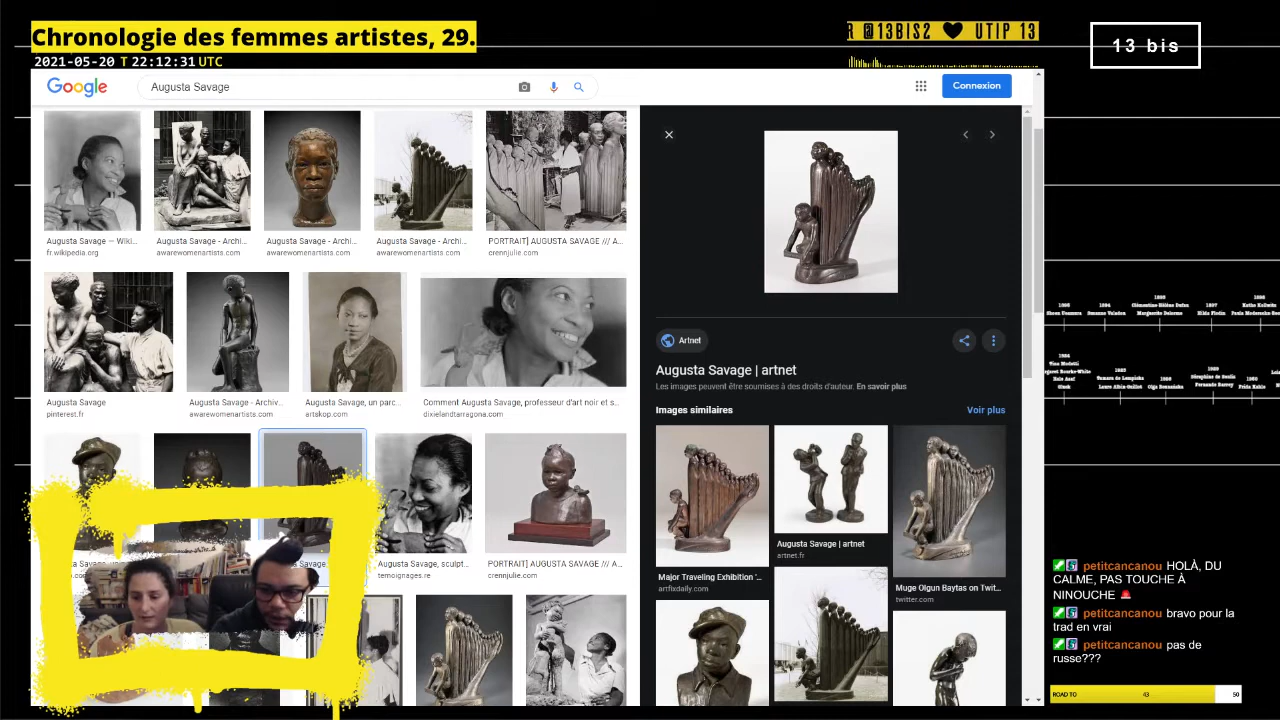 Chronologie des femmes artistes, 29.
2021-05-20 T 22:12:31 UTC
R @13BIS2 ♥ UTIP 13
13 bis
Google
Augusta Savage
Connexion
Augusta Savage — Wiki...
fr.wikipedia.org
Augusta Savage - Archi...
awarewomenartists.com
Augusta Savage - Archi...
awarewomenartists.com
Augusta Savage - Archi...
awarewomenartists.com
PORTRAIT] AUGUSTA SAVAGE /// A...
crennjulie.com
Augusta Savage
pinterest.fr
Augusta Savage - Archiv...
awarewomenartists.com
Augusta Savage, un parc...
artskop.com
Comment Augusta Savage, professeur d'art noir et s...
dixielandtarragona.com
Augusta Savage, sculpt...
temoignages.re
PORTRAIT] AUGUSTA SAVAGE /// A...
crennjulie.com
Artnet
Augusta Savage | artnet
Les images peuvent être soumises à des droits d'auteur. En savoir plus
Images similaires
Voir plus
Major Traveling Exhibition '...
artfixdaily.com
Augusta Savage | artnet
artnet.fr
Muge Olgun Baytas on Twit...
twitter.com
petitcancanou HOLÀ, DU
CALME, PAS TOUCHE À
NINOUCHE
petitcancanou bravo pour la
trad en vrai
petitcancanou pas de
russe???
ROAD TO 43 50